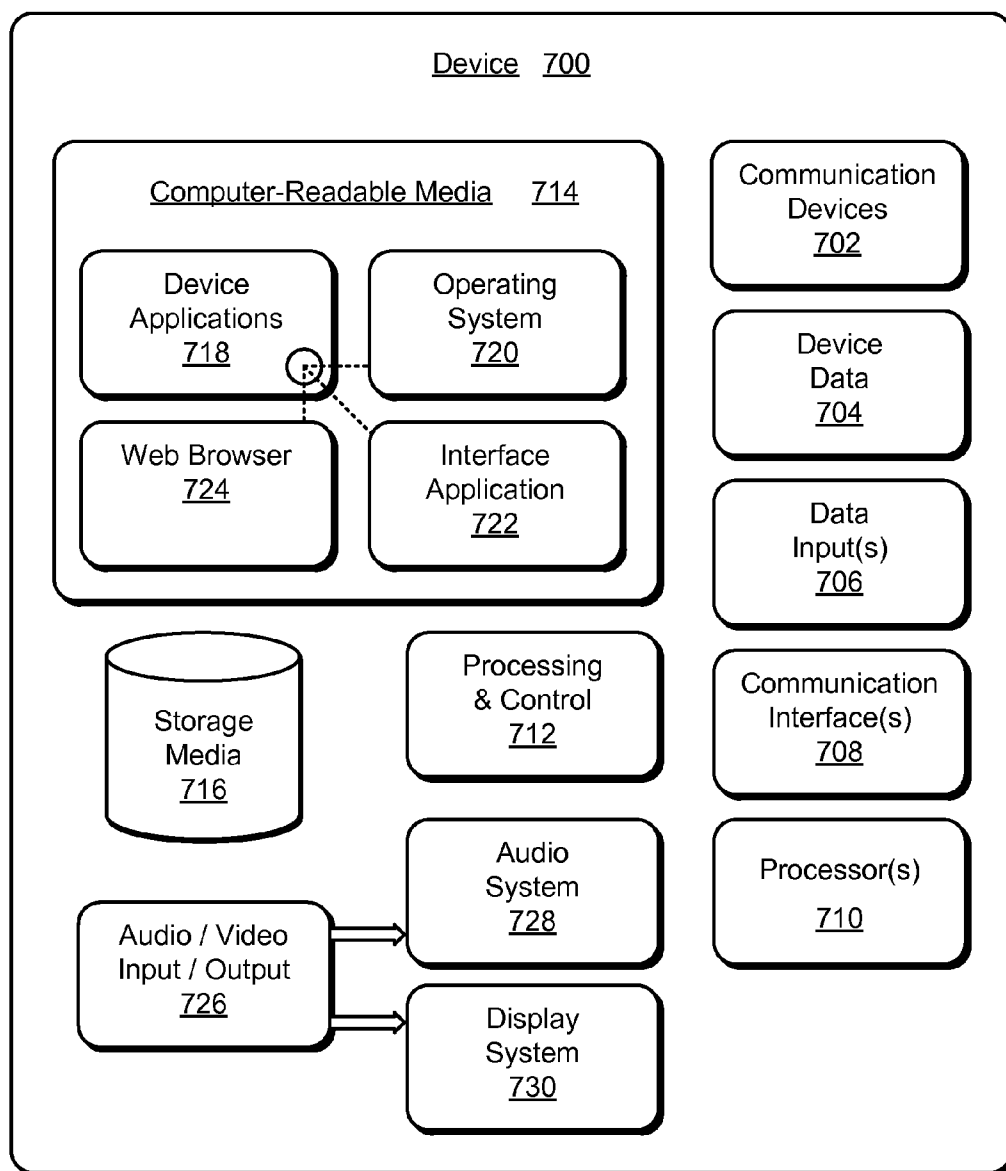 Device 700
Computer-Readable Media 714
Device
Applications
718
Operating
System
720
Web Browser
724
Interface
Application
722
Communication
Devices
702
Device
Data
704
Data
Input(s)
706
Communication
Interface(s)
708
Processor(s)
710
Storage
Media
716
Processing
& Control
712
Audio / Video
Input / Output
726
Audio
System
728
Display
System
730